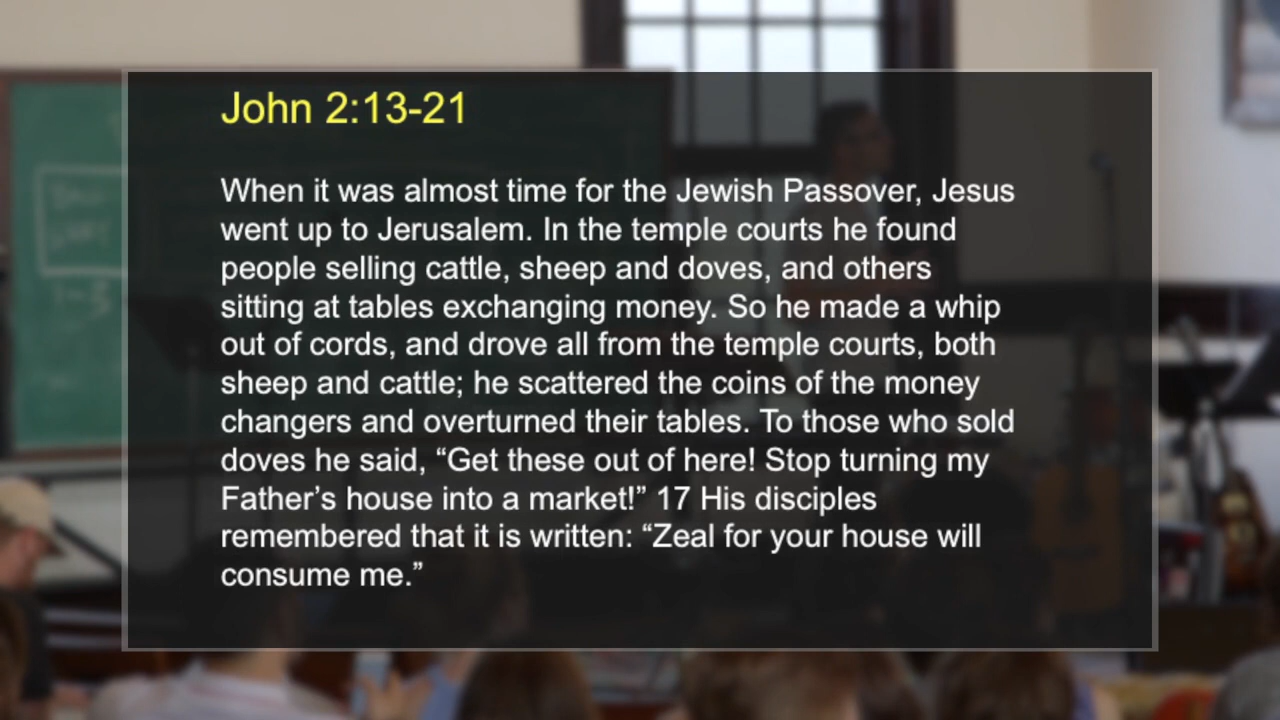 John 2:13-21
When it was almost time for the Jewish Passover, Jesus
went up to Jerusalem. In the temple courts he found
people selling cattle, sheep and doves, and others
sitting at tables exchanging money. So he made a whip
out of cords, and drove all from the temple courts, both
sheep and cattle; he scattered the coins of the money
changers and overturned their tables. To those who sold
doves he said, “Get these out of here! Stop turning my
Father’s house into a market!” 17 His disciples
remembered that it is written: “Zeal for your house will
consume me.”